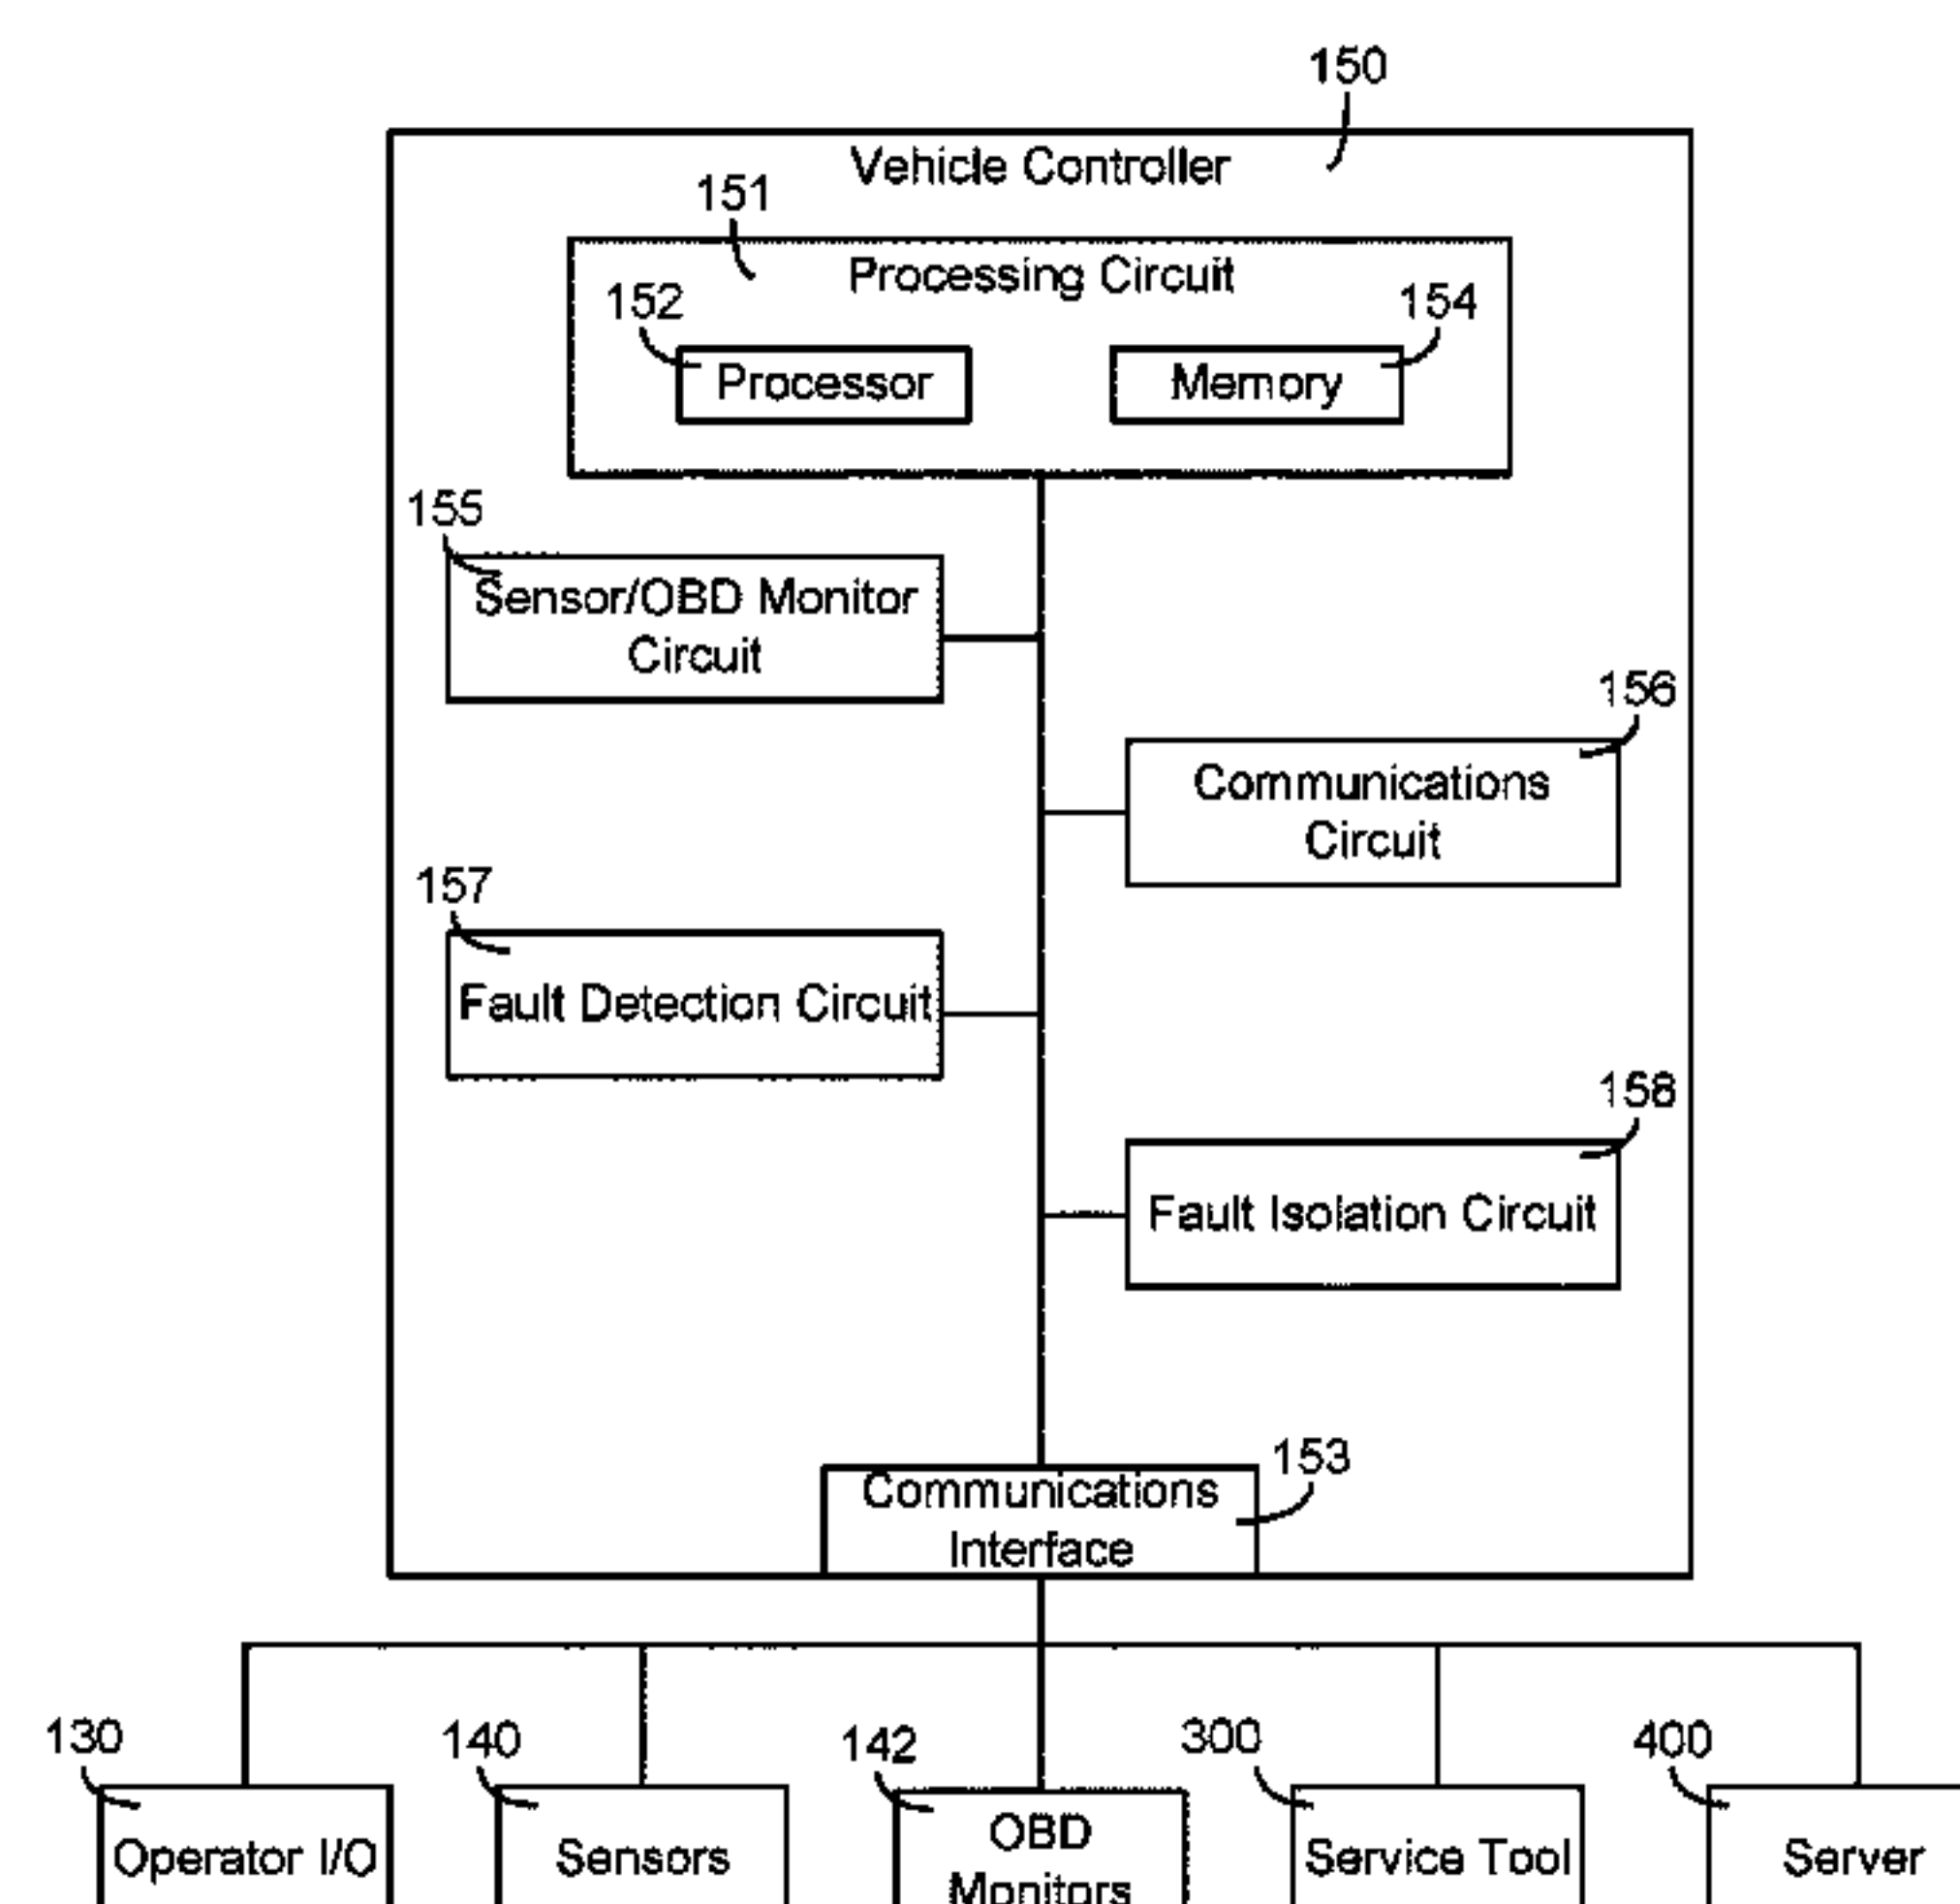 150
Vehicle Controller
151
Processing Circuit
152
154
Processor
Memory
155
Sensor/OBD Monitor
Circuit
156
Communications
Circuit
157
Fault Detection Circuit
158
Fault Isolation Circuit
153
Communications
Interface
130
140
142
300
400
Operator I/O
Sensors
OBD
Monitors
Service Tool
Server